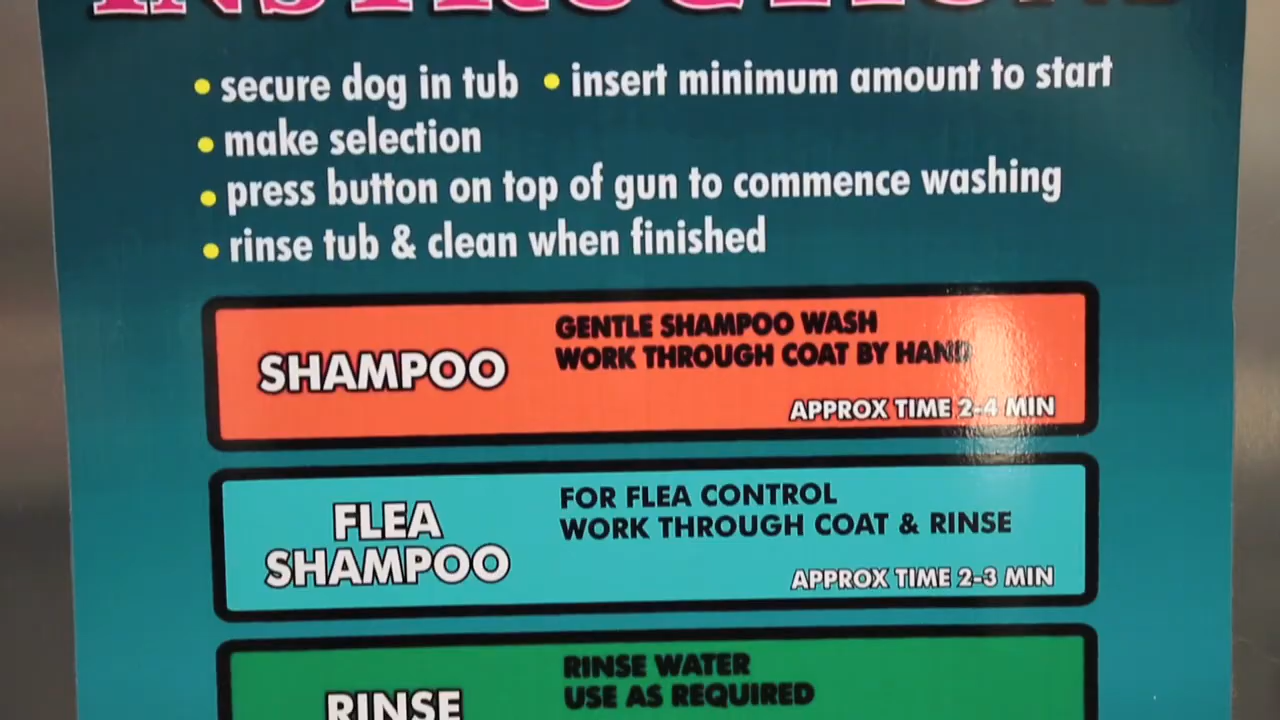 INSTRUCTIONS
• secure dog in tub • insert minimum amount to start
• make selection
• press button on top of gun to commence washing
• rinse tub & clean when finished
SHAMPOO
GENTLE SHAMPOO WASH
WORK THROUGH COAT BY HAND
APPROX TIME 2-4 MIN
FLEA
SHAMPOO
FOR FLEA CONTROL
WORK THROUGH COAT & RINSE
APPROX TIME 2-3 MIN
RINSE
RINSE WATER
USE AS REQUIRED